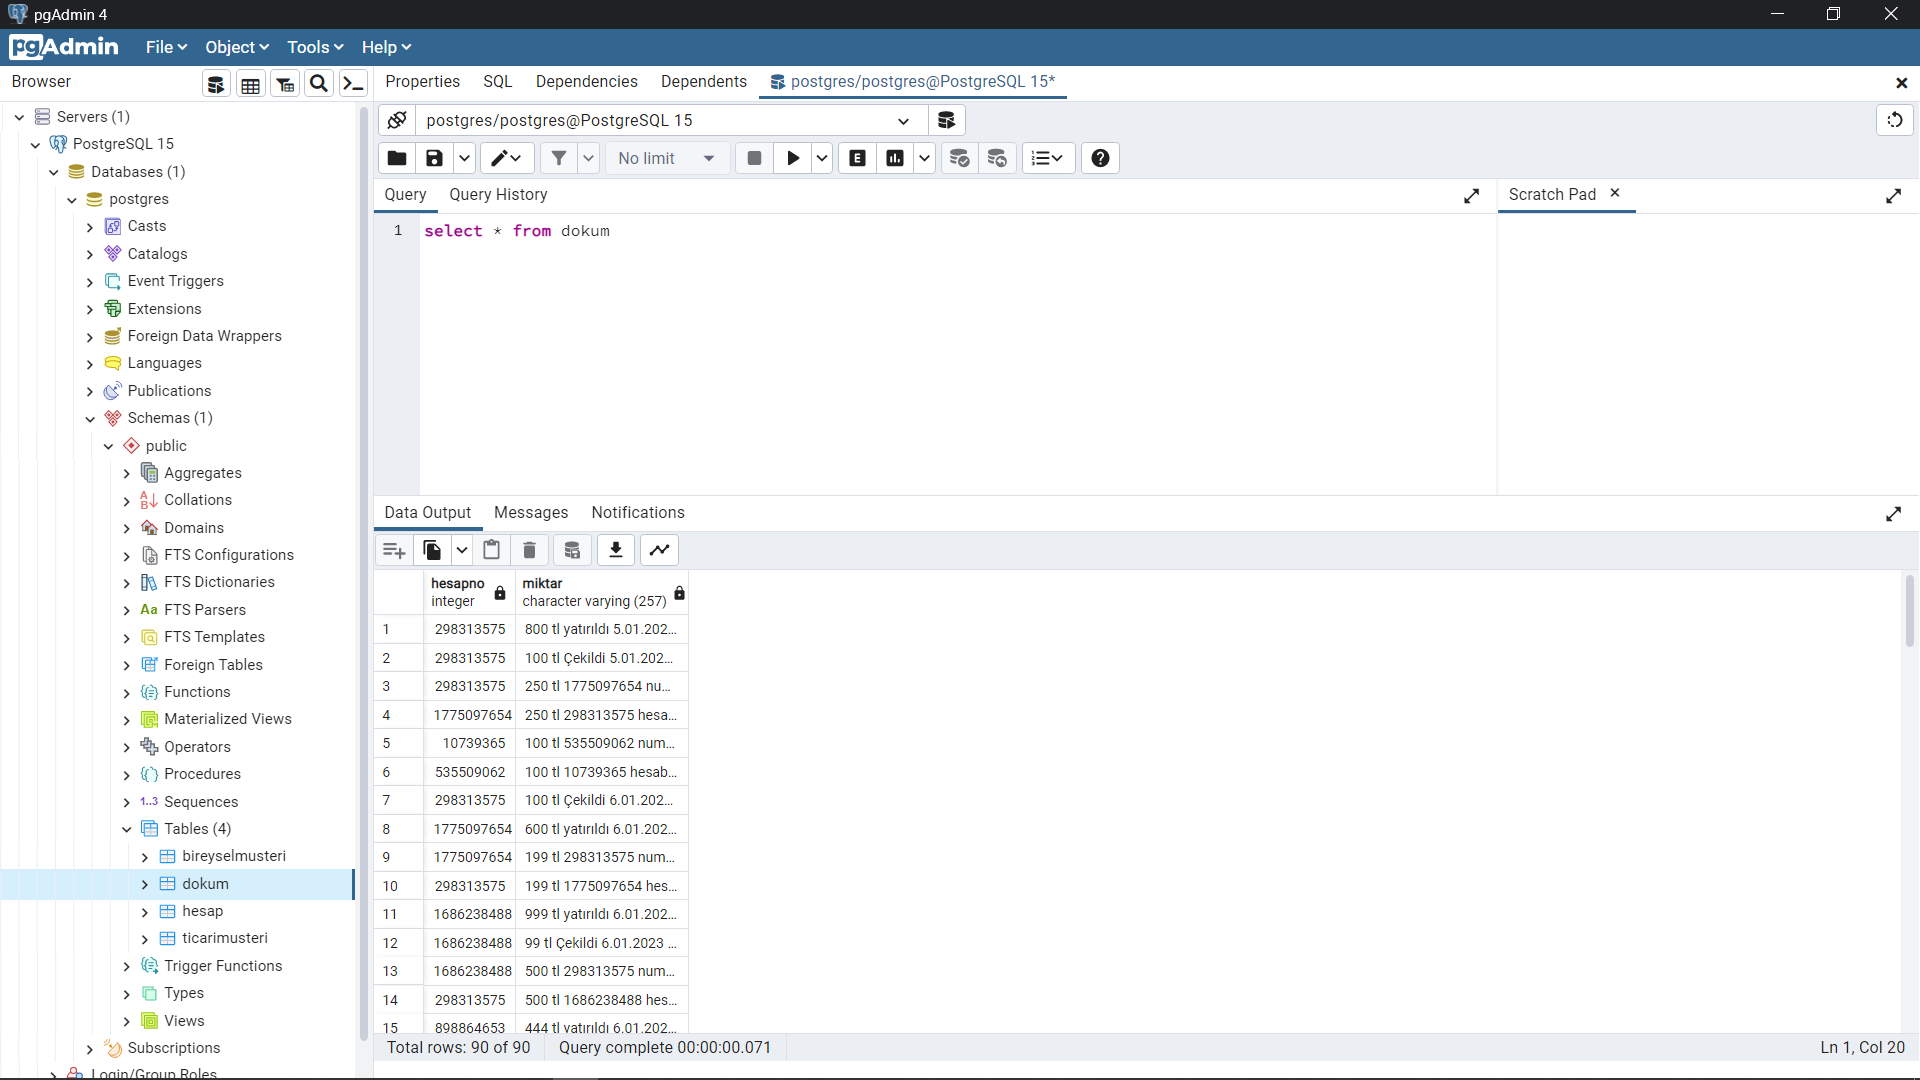 pgAdmin 4
pgAdmin File Object Tools Help
Browser
Properties SQL Dependencies Dependents postgres/postgres@PostgreSQL 15*
Servers (1)
PostgreSQL 15
Databases (1)
postgres
Casts
Catalogs
Event Triggers
Extensions
Foreign Data Wrappers
Languages
Publications
Schemas (1)
public
Aggregates
Collations
Domains
FTS Configurations
FTS Dictionaries
Aa FTS Parsers
FTS Templates
Foreign Tables
Functions
Materialized Views
Operators
Procedures
1..3 Sequences
Tables (4)
bireyselmusteri
dokum
hesap
ticarimusteri
Trigger Functions
Types
Views
Subscriptions
Login/Group Roles
postgres/postgres@PostgreSQL 15
No limit
E
Query Query History
Scratch Pad
1 select * from dokum
Data Output Messages Notifications
hesapno miktar
integer character varying (257)
1 298313575 800 tl yatırıldı 5.01.202...
2 298313575 100 tl Çekildi 5.01.202...
3 298313575 250 tl 1775097654 nu...
4 1775097654 250 tl 298313575 hesa...
5 10739365 100 tl 535509062 num...
6 535509062 100 tl 10739365 hesab...
7 298313575 100 tl Çekildi 6.01.202...
8 1775097654 600 tl yatırıldı 6.01.202...
9 1775097654 199 tl 298313575 num...
10 298313575 199 tl 1775097654 hes...
11 1686238488 999 tl yatırıldı 6.01.202...
12 1686238488 99 tl Çekildi 6.01.2023 ...
13 1686238488 500 tl 298313575 num...
14 298313575 500 tl 1686238488 hes...
15 898864653 444 tl yatırıldı 6.01.202...
Total rows: 90 of 90 Query complete 00:00:00.071
Ln 1, Col 20